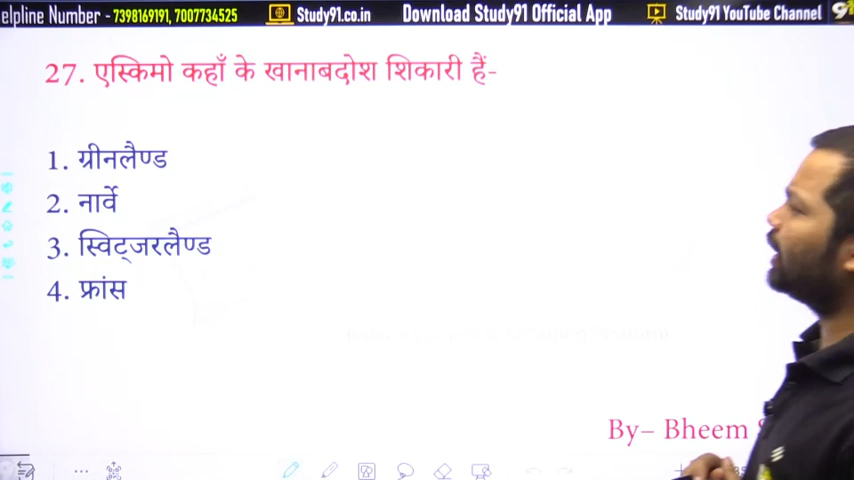 elpline Number - 7398169191, 7007734525 Study91.co.in Download Study91 Official App Study91 YouTube Channel
27. एस्किमो कहाँ के खानाबदोश शिकारी हैं-
1. ग्रीनलैण्ड
2. नार्वे
3. स्विट्जरलैण्ड
4. फ्रांस
By– Bheem